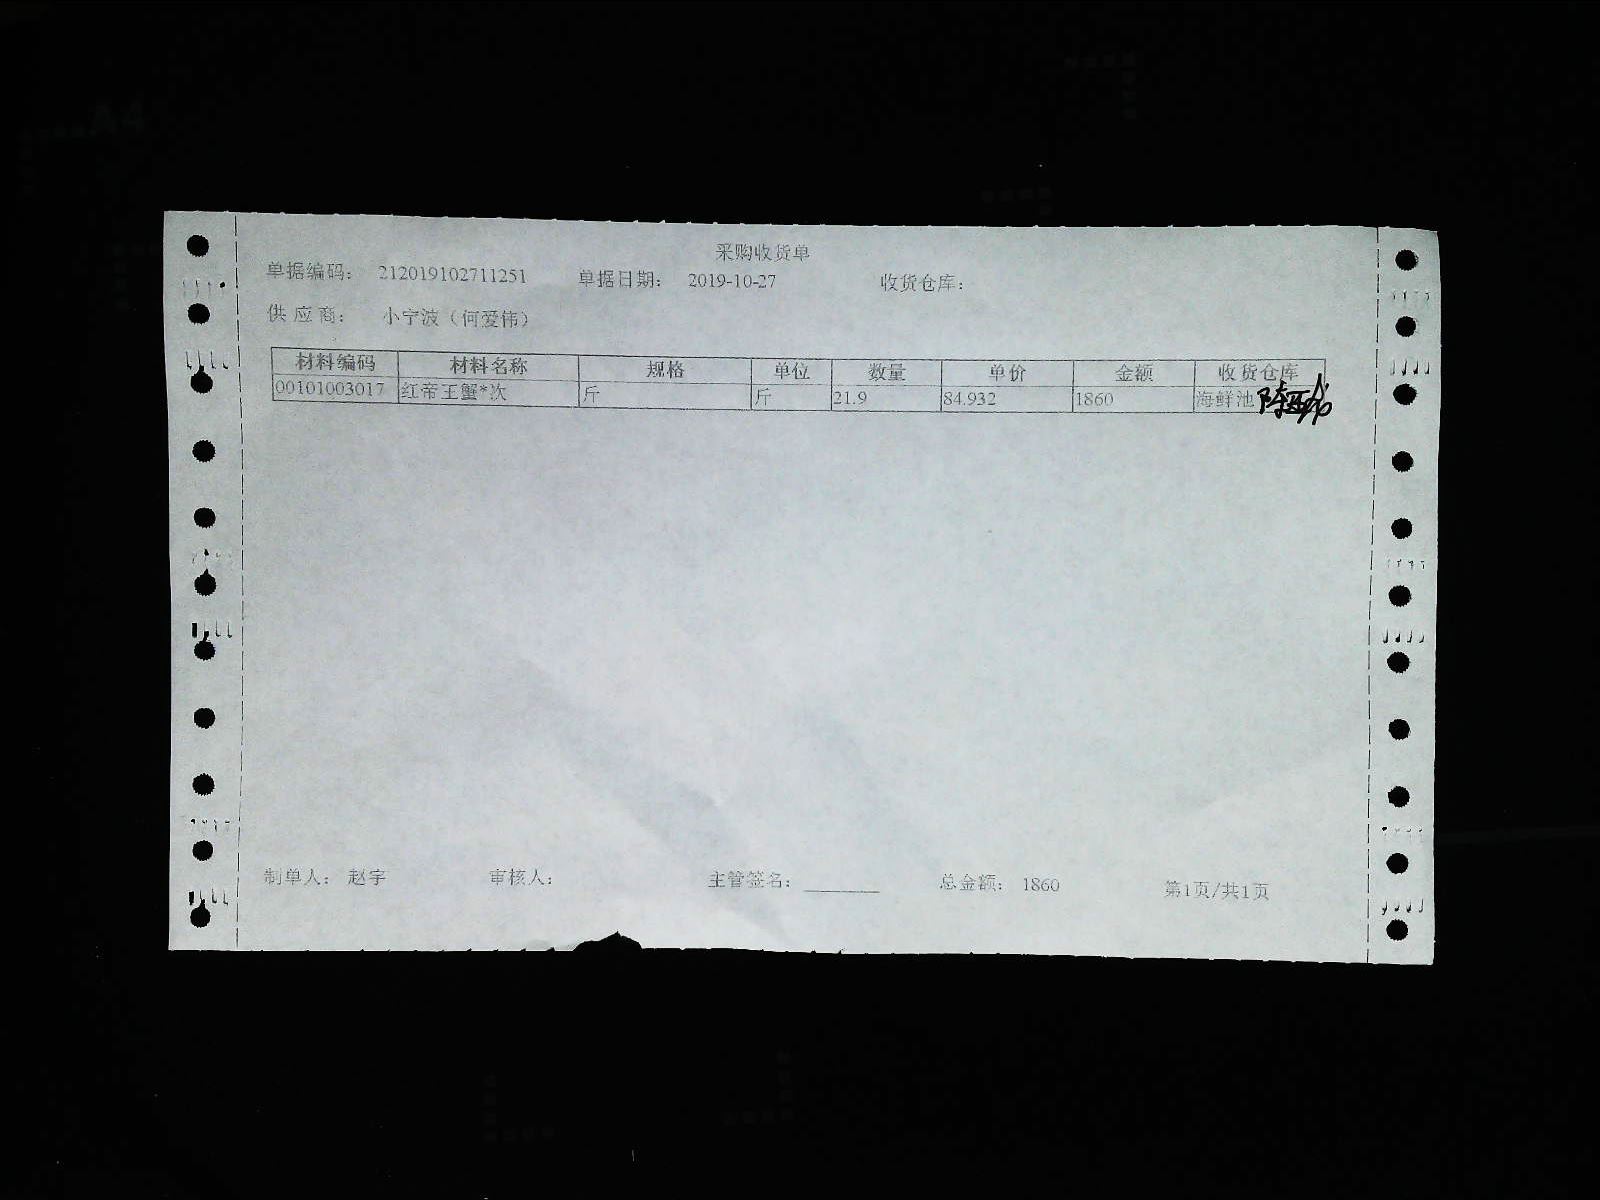 采购收货单
单据编码： 212019102711251 单据日期： 2019-10-27 收货仓库：
供应商： 小宁波（何爱伟）
材料编码 材料名称 规格 单位 数量 单价 金额 收货仓库
00101003017 红帝王蟹*次 斤 斤 21.9 84.932 1860 海鲜池
制单人： 赵宇 审核人： 主管签名： 总金额： 1860 第1页/共1页